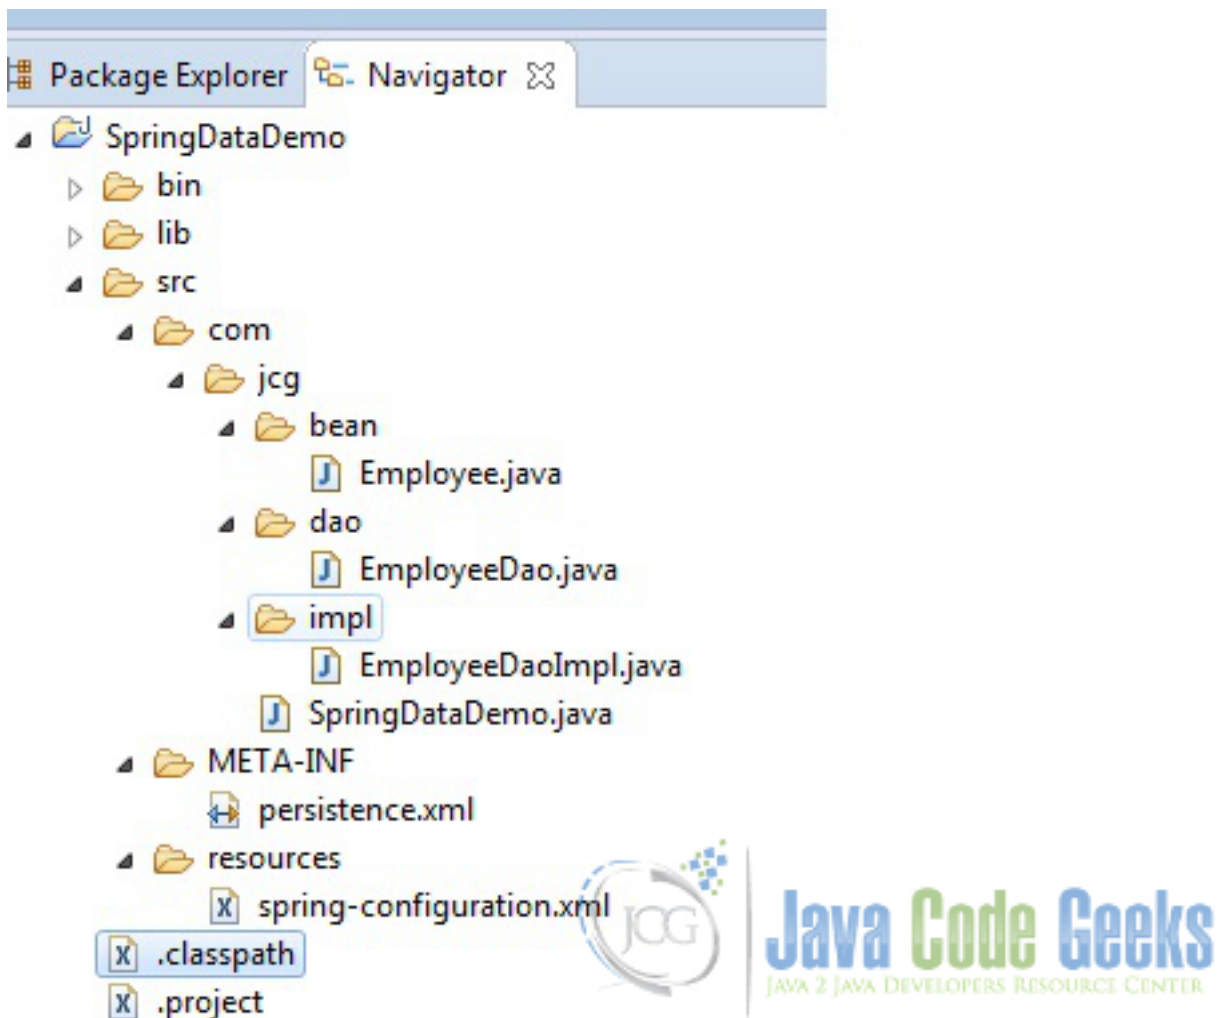 Package Explorer Navigator
SpringDataDemo
bin
lib
src
com
jcg
bean
Employee.java
dao
EmployeeDao.java
impl
EmployeeDaoImpl.java
SpringDataDemo.java
META-INF
persistence.xml
resources
spring-configuration.xml
.classpath
.project
JCG
Java Code Geeks
JAVA 2 JAVA DEVELOPERS RESOURCE CENTER